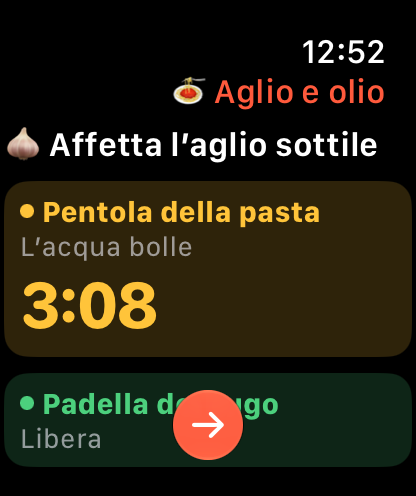 12:52
Aglio e olio
Affetta l’aglio sottile
Pentola della pasta
L’acqua bolle
3:08
Padella
Libera